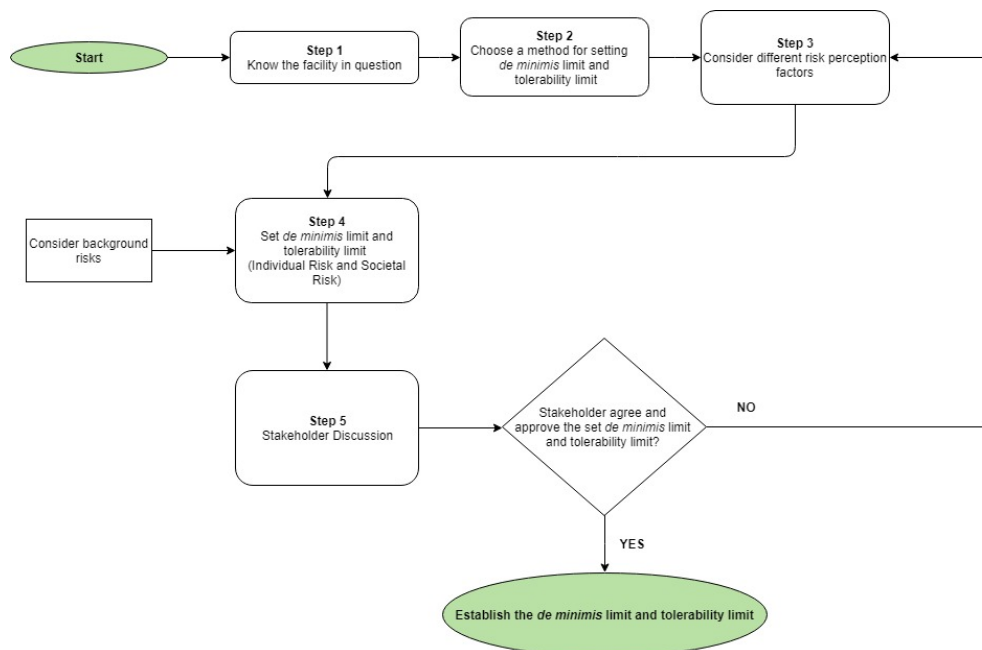 Start
Step 1
Know the facility in question
Step 2
Choose a method for setting
de minimis limit and
tolerability limit
Step 3
Consider different risk perception
factors
Consider background
risks
Step 4
Set de minimis limit and
tolerability limit
(Individual Risk and Societal
Risk)
Step 5
Stakeholder Discussion
Stakeholder agree and
approve the set de minimis limit
and tolerability limit?
NO
YES
Establish the de minimis limit and tolerability limit